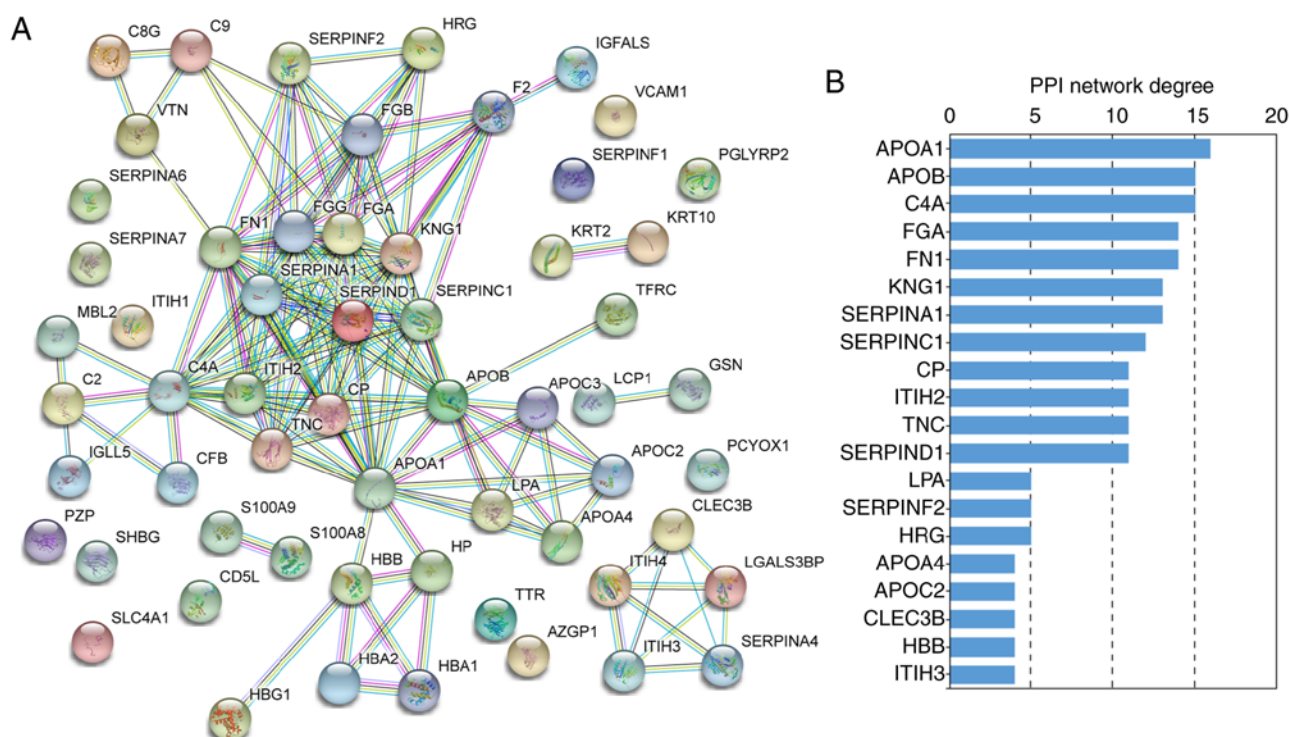 A
C8G
C9
SERPINF2
HRG
IGFALS
VTN
FGB
F2
VCAM1
SERPINF1
PGLYRP2
SERPINA6
FN1
FGG
FGA
KNG1
KRT2
KRT10
SERPINA7
SERPINA1
SERPIND1
SERPINC1
TFRC
MBL2
ITIH1
C2
C4A
ITIH2
CP
APOB
APOC3
LCP1
GSN
TNC
IGLL5
CFB
APOA1
LPA
APOC2
PCYOX1
APOA4
CLEC3B
PZP
SHBG
S100A9
S100A8
HBB
HP
ITIH4
LGALS3BP
CD5L
TTR
SLC4A1
AZGP1
ITIH3
SERPINA4
HBA2
HBA1
HBG1
B
PPI network degree
0 5 10 15 20
APOA1
APOB
C4A
FGA
FN1
KNG1
SERPINA1
SERPINC1
CP
ITIH2
TNC
SERPIND1
LPA
SERPINF2
HRG
APOA4
APOC2
CLEC3B
HBB
ITIH3